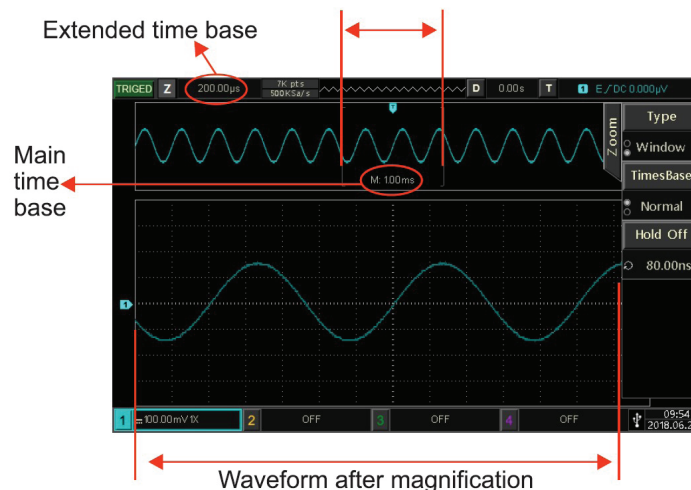 Extended time base
TRIGED Z 200.00µs 7K pts 500KSa/s D 0.00s T 1 E / DC 0.000µV
T
Zoom
Type
Window
TimesBase
Normal
Hold Off
80.00ns
Main
time
base
M: 1.00ms
1
1 100.00mV 1X 2 OFF 3 OFF 4 OFF
09:54
2018.06.2
Waveform after magnification